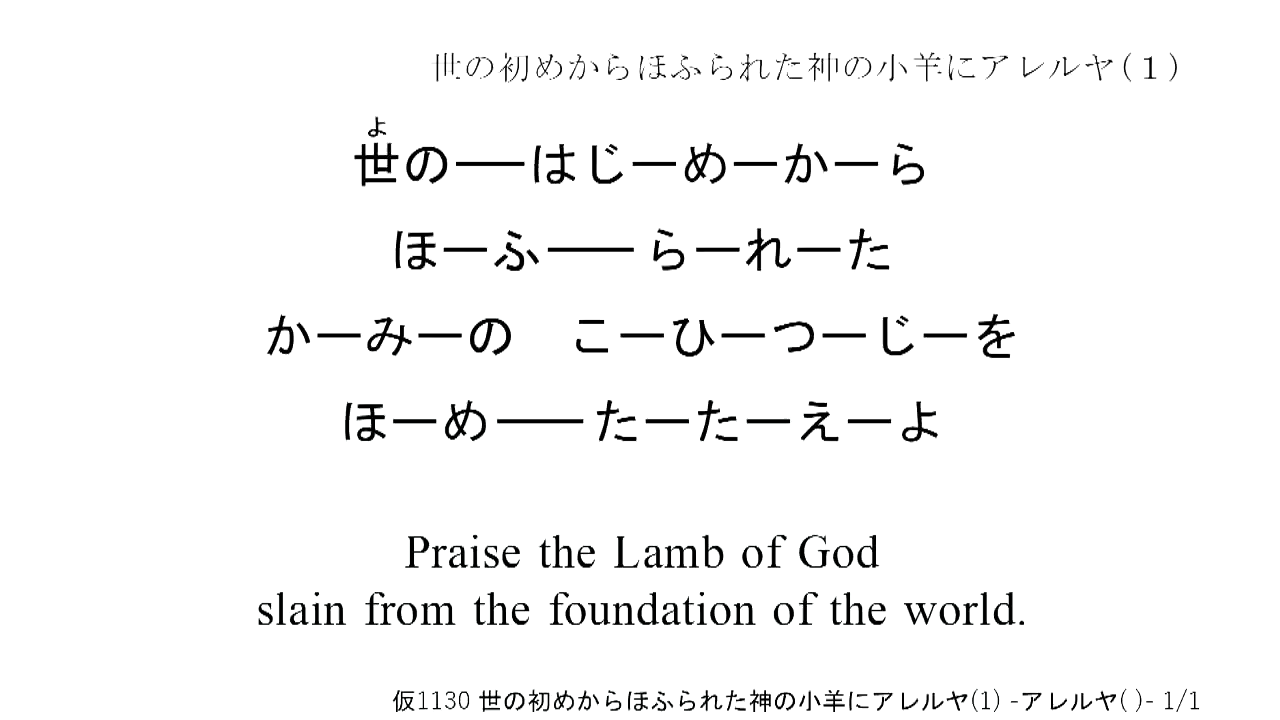 世の初めからほふられた神の小羊にアレルヤ(１)
よ
世の――はじーめーかーら
ほーふ――らーれーた
かーみーの　こーひーつーじーを
ほーめ――たーたーえーよ
Praise the Lamb of God
slain from the foundation of the world.
仮1130 世の初めからほふられた神の小羊にアレルヤ(1) -アレルヤ( )- 1/1